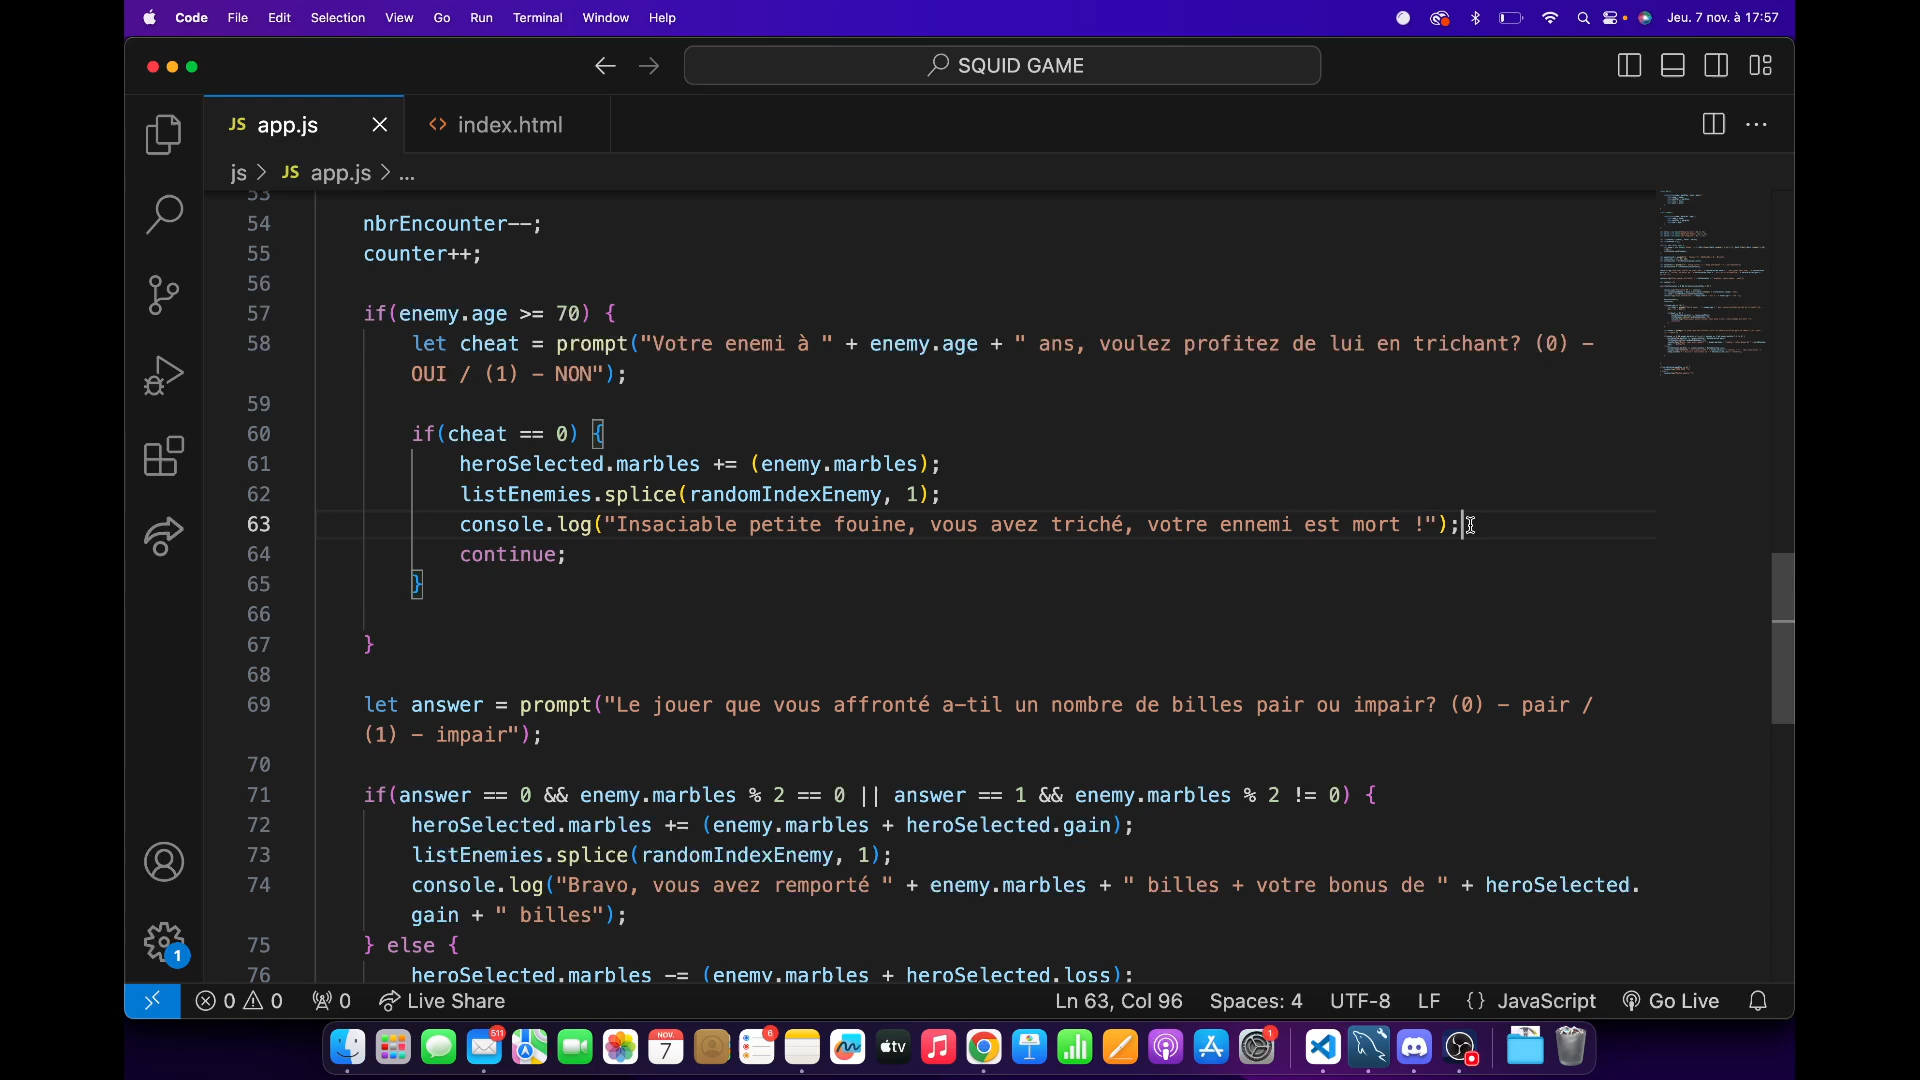 Code File Edit Selection View Go Run Terminal Window Help Jeu. 7 nov. à 17:57
SQUID GAME
JS app.js index.html
js > JS app.js > ...
53
54 nbrEncounter--;
55 counter++;
56
57 if(enemy.age >= 70) {
58 let cheat = prompt("Votre enemi à " + enemy.age + " ans, voulez profitez de lui en trichant? (0) -
OUI / (1) - NON");
59
60 if(cheat == 0) {
61 heroSelected.marbles += (enemy.marbles);
62 listEnemies.splice(randomIndexEnemy, 1);
63 console.log("Insaciable petite fouine, vous avez triché, votre ennemi est mort !");
64 continue;
65 }
66
67 }
68
69 let answer = prompt("Le jouer que vous affronté a-til un nombre de billes pair ou impair? (0) - pair /
(1) - impair");
70
71 if(answer == 0 && enemy.marbles % 2 == 0 || answer == 1 && enemy.marbles % 2 != 0) {
72 heroSelected.marbles += (enemy.marbles + heroSelected.gain);
73 listEnemies.splice(randomIndexEnemy, 1);
74 console.log("Bravo, vous avez remporté " + enemy.marbles + " billes + votre bonus de " + heroSelected.
gain + " billes");
75 } else {
76 heroSelected.marbles -= (enemy.marbles + heroSelected.loss);
1
0 0 0 Live Share Ln 63, Col 96 Spaces: 4 UTF-8 LF {} JavaScript Go Live
511 NOV. 7 6 tv 1